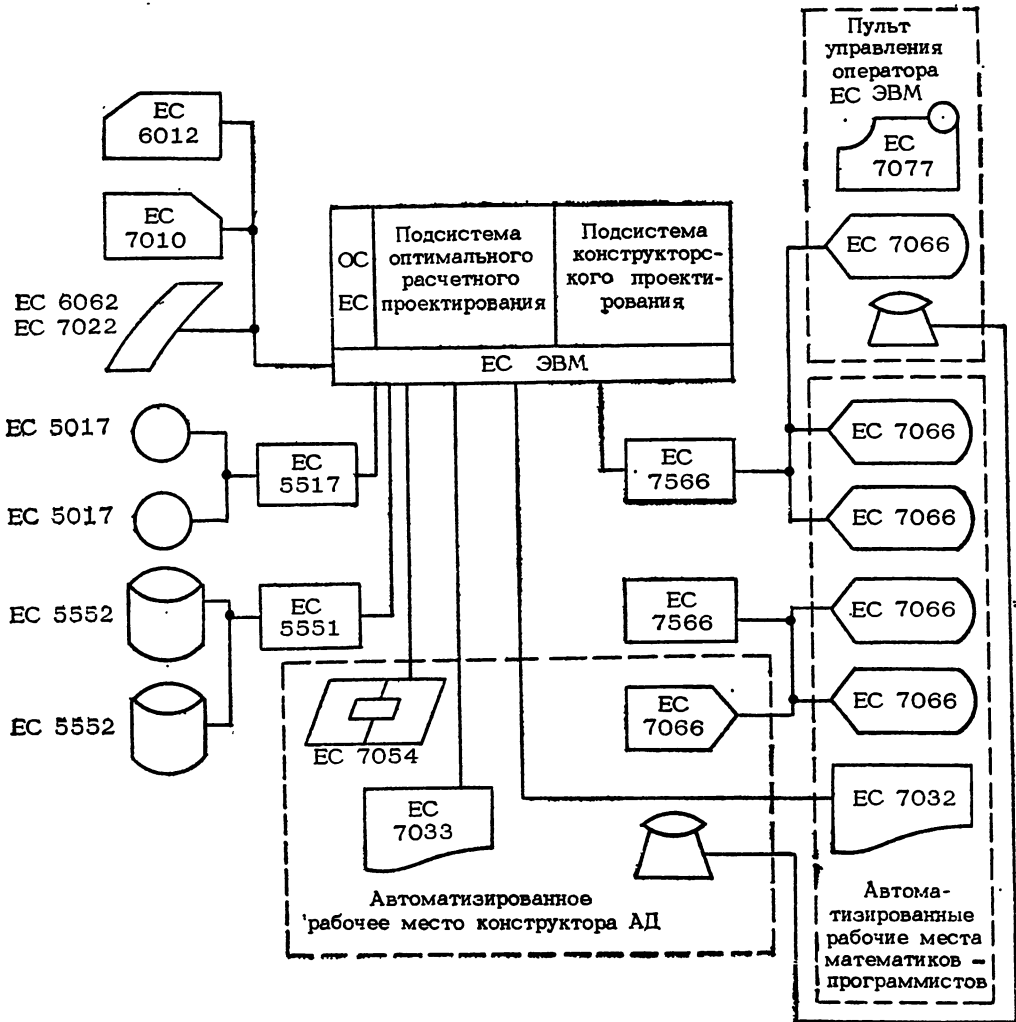 Пульт
управления
оператора
ЕС ЭВМ
ЕС
7077
ЕС 7066
ЕС
6012
ЕС
7010
ЕС 6062
ЕС 7022
ОС
ЕС
Подсистема
оптимального
расчетного
проектирования
Подсистема
конструкторс-
кого проекти-
рования
ЕС ЭВМ
ЕС 5017
ЕС 5017
ЕС
5517
ЕС
7566
ЕС 7066
ЕС 7066
ЕС 5552
ЕС 5552
ЕС
5551
ЕС
7566
ЕС 7066
ЕС 7066
ЕС
7066
ЕС 7054
ЕС
7033
ЕС 7032
Автоматизированное
рабочее место конструктора АД
Автома-
тизированные
рабочие места
математиков -
программистов